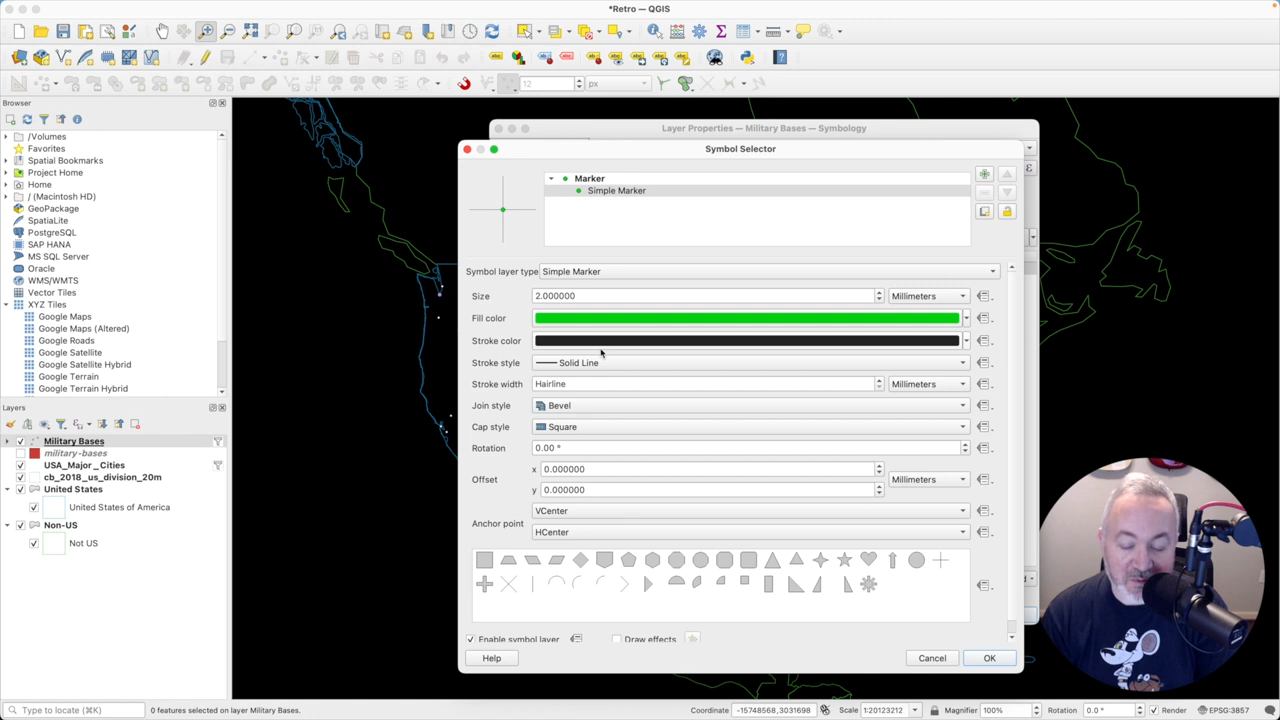 *Retro — QGIS
12
px
Browser
/Volumes
Favorites
Spatial Bookmarks
Project Home
Home
/ (Macintosh HD)
GeoPackage
SpatiaLite
PostgreSQL
SAP HANA
MS SQL Server
Oracle
WMS/WMTS
Vector Tiles
XYZ Tiles
Google Maps
Google Maps (Altered)
Google Roads
Google Satellite
Google Satellite Hybrid
Google Terrain
Google Terrain Hybrid
Layers
Military Bases
military-bases
USA_Major_Cities
cb_2018_us_division_20m
United States
United States of America
Non-US
Not US
Layer Properties — Military Bases — Symbology
Symbol Selector
Marker
Simple Marker
Symbol layer type Simple Marker
Size 2.000000 Millimeters
Fill color
Stroke color
Stroke style Solid Line
Stroke width Hairline Millimeters
Join style Bevel
Cap style Square
Rotation 0.00 °
Offset x 0.000000 Millimeters
y 0.000000
Anchor point VCenter
HCenter
Enable symbol layer Draw effects
Help Cancel OK
Type to locate (⌘K) 0 features selected on layer Military Bases. Coordinate -15748568,3031698 Scale 1:20123212 Magnifier 100% Rotation 0.0 ° Render EPSG:3857